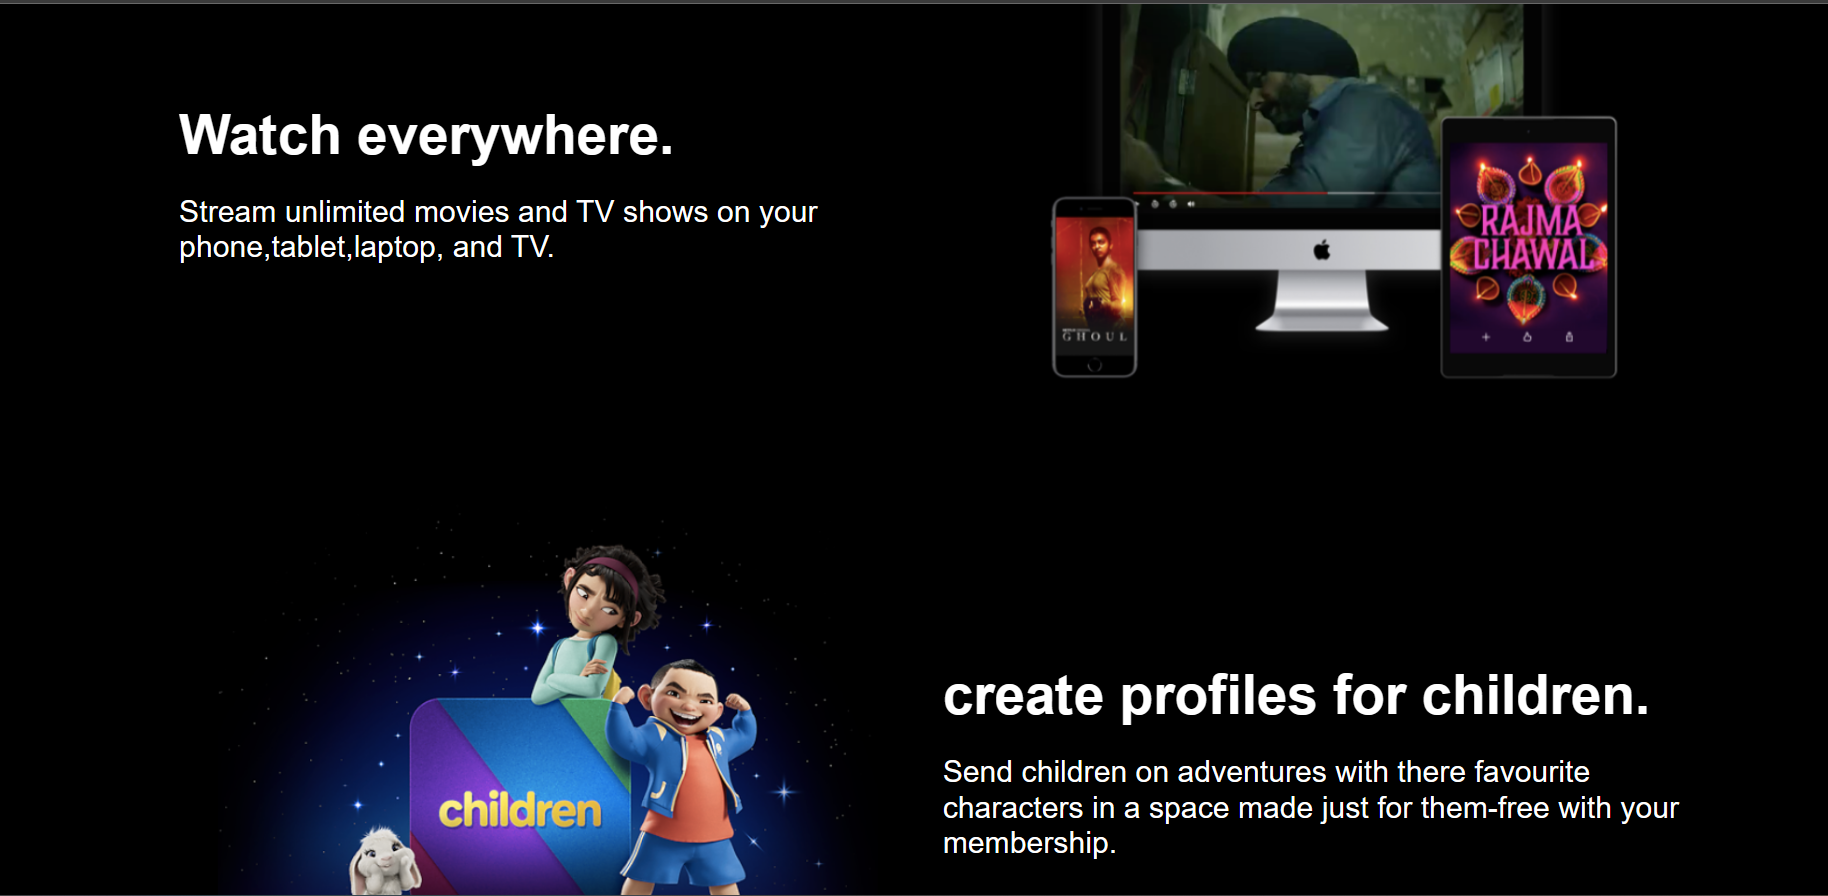 Watch everywhere.
Stream unlimited movies and TV shows on your
phone,tablet,laptop, and TV.
RAJMA
CHAWAL
GHOUL
children
create profiles for children.
Send children on adventures with there favourite
characters in a space made just for them-free with your
membership.